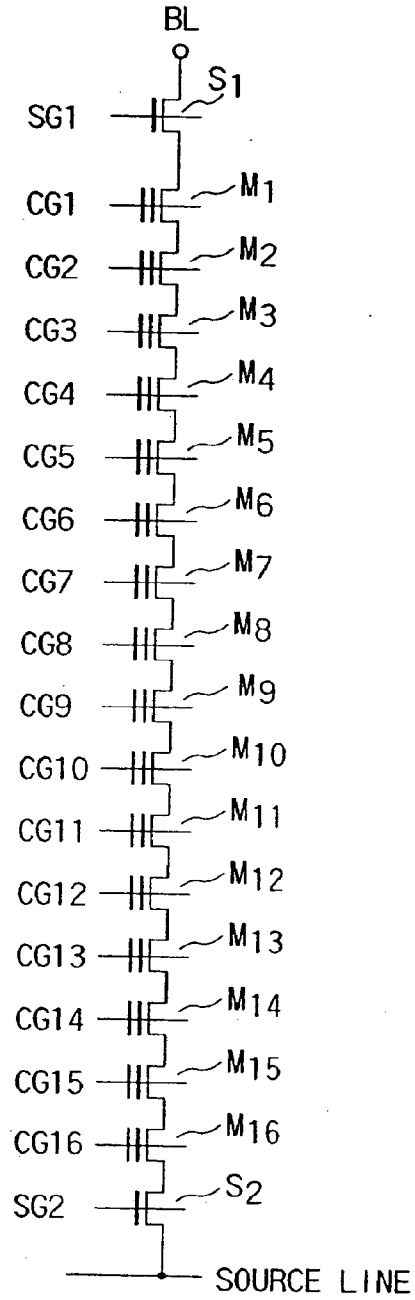 BL
SG1 S1
CG1 M1
CG2 M2
CG3 M3
CG4 M4
CG5 M5
CG6 M6
CG7 M7
CG8 M8
CG9 M9
CG10 M10
CG11 M11
CG12 M12
CG13 M13
CG14 M14
CG15 M15
CG16 M16
SG2 S2
SOURCE LINE